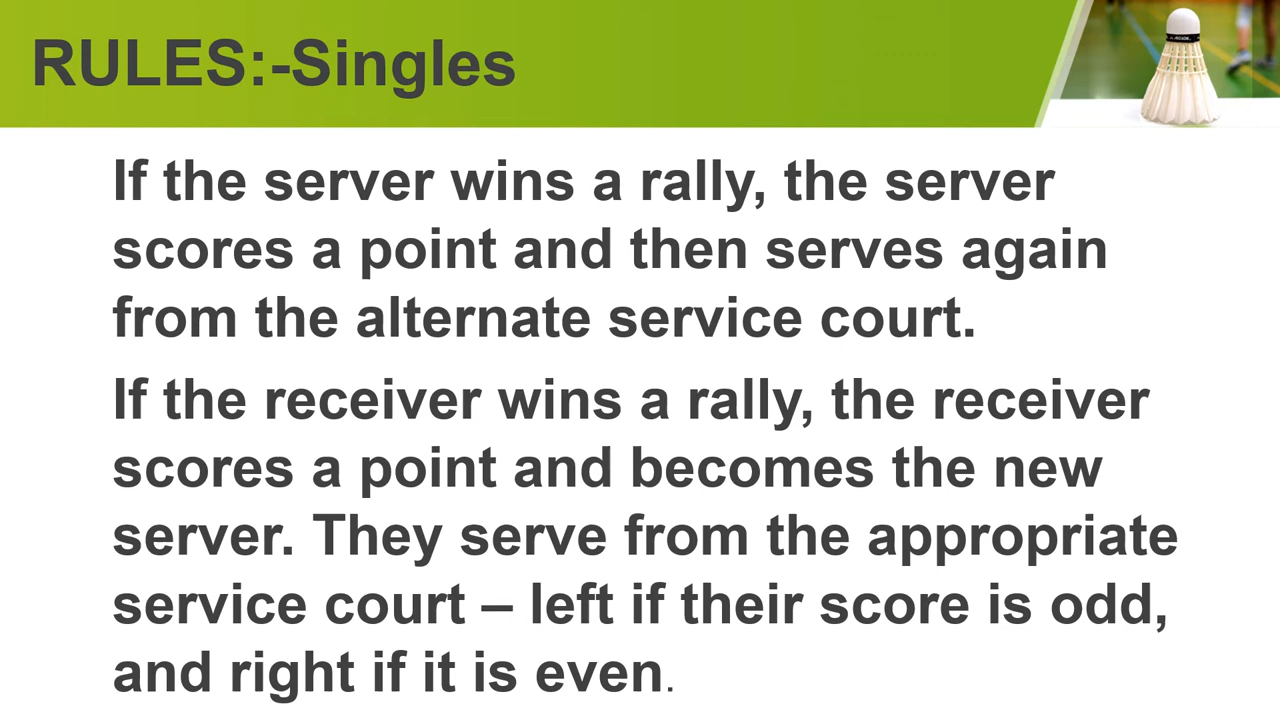 RULES:-Singles
If the server wins a rally, the server
scores a point and then serves again
from the alternate service court.
If the receiver wins a rally, the receiver
scores a point and becomes the new
server. They serve from the appropriate
service court – left if their score is odd,
and right if it is even.